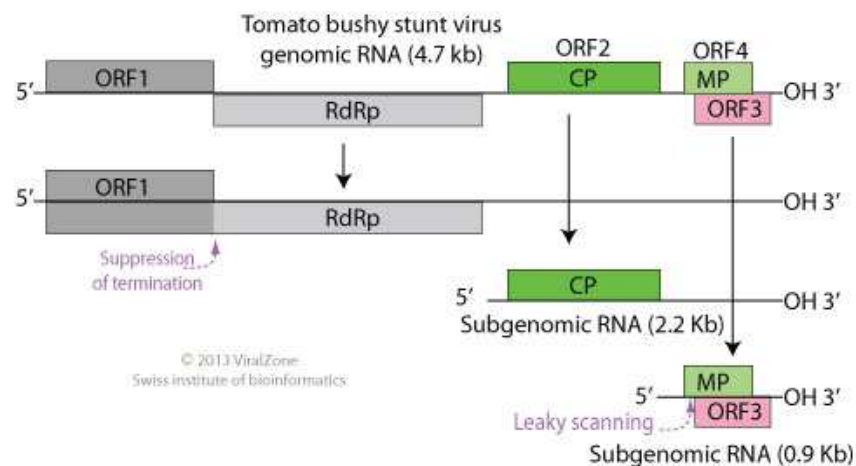 Tomato bushy stunt virus
genomic RNA (4.7 kb)
ORF2
ORF4
5′
ORF1
CP
MP
OH 3′
RdRp
ORF3
5′
ORF1
OH 3′
RdRp
Suppression
of termination
CP
5′
OH 3′
Subgenomic RNA (2.2 Kb)
© 2013 ViralZone
Swiss institute of bioinformatics
MP
5′
OH 3′
ORF3
Leaky scanning
Subgenomic RNA (0.9 Kb)